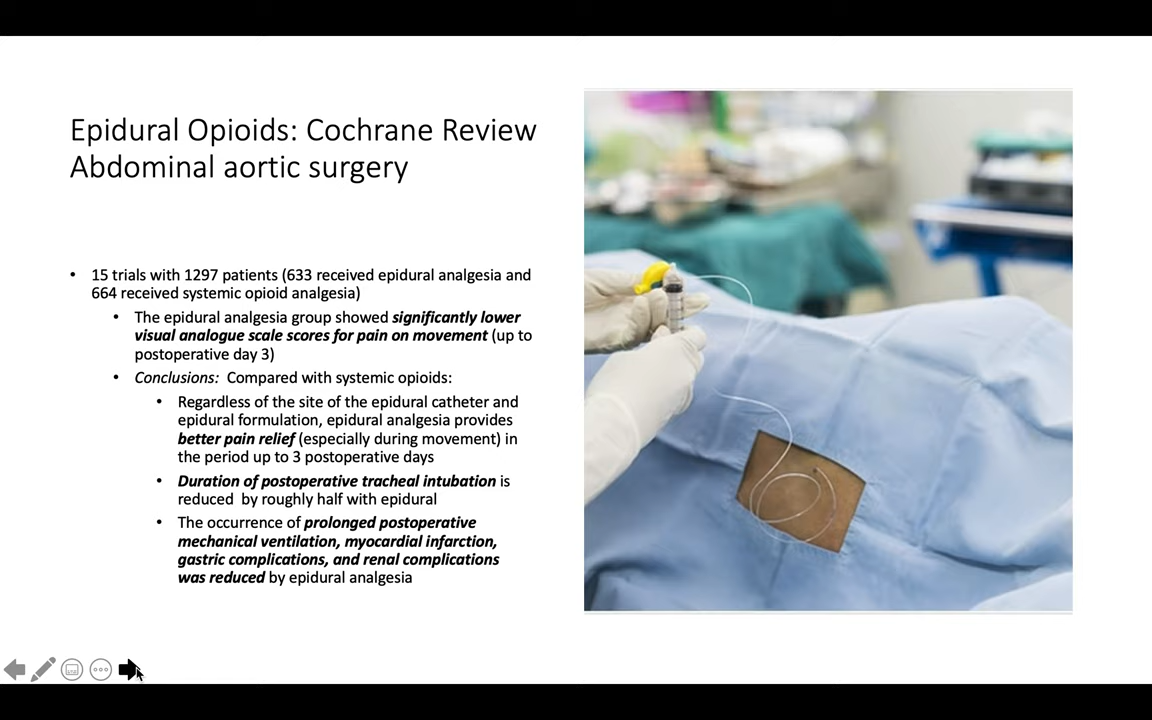 Epidural Opioids: Cochrane Review
Abdominal aortic surgery
• 15 trials with 1297 patients (633 received epidural analgesia and
664 received systemic opioid analgesia)
• The epidural analgesia group showed significantly lower
visual analogue scale scores for pain on movement (up to
postoperative day 3)
• Conclusions: Compared with systemic opioids:
• Regardless of the site of the epidural catheter and
epidural formulation, epidural analgesia provides
better pain relief (especially during movement) in
the period up to 3 postoperative days
• Duration of postoperative tracheal intubation is
reduced by roughly half with epidural
• The occurrence of prolonged postoperative
mechanical ventilation, myocardial infarction,
gastric complications, and renal complications
was reduced by epidural analgesia